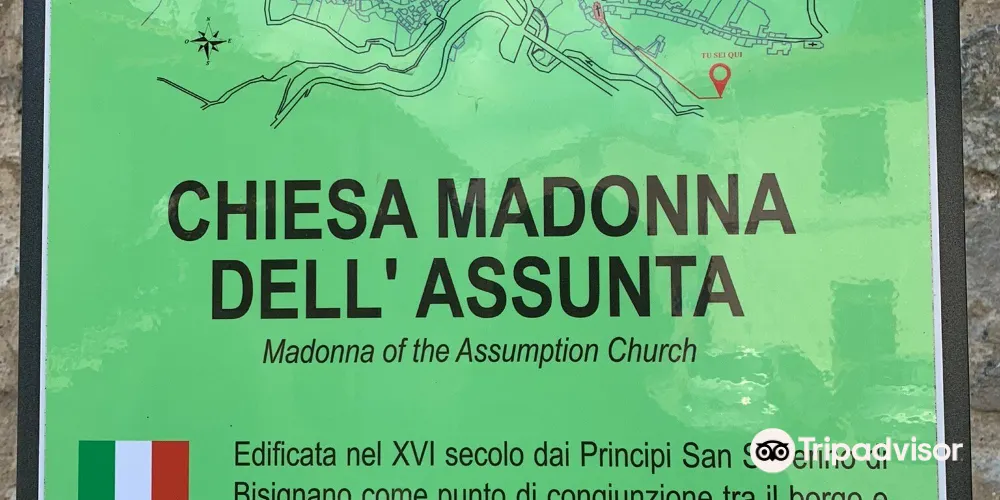 TU SEI QUI
CHIESA MADONNA
DELL' ASSUNTA
Madonna of the Assumption Church
Edificata nel XVI secolo dai Principi San di
Bisignano come punto di congiunzione tra il borgo e
Tripadvisor